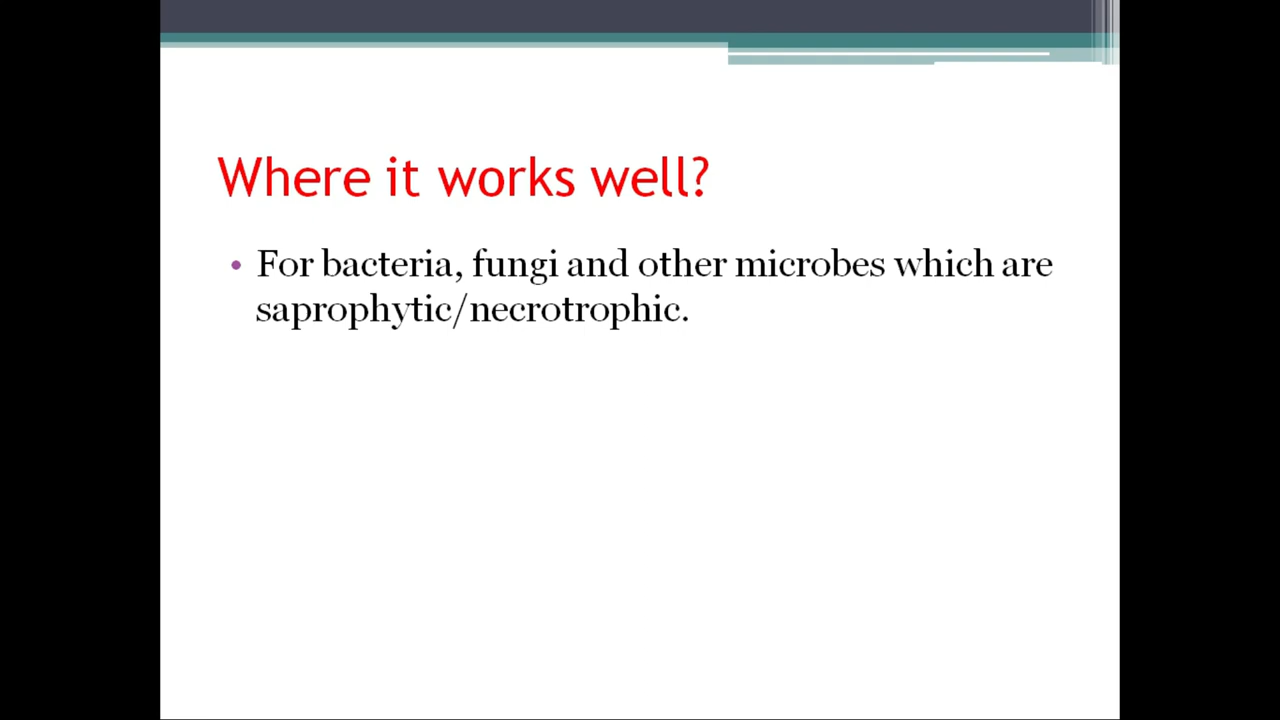 Where it works well?
• For bacteria, fungi and other microbes which are
saprophytic/necrotrophic.